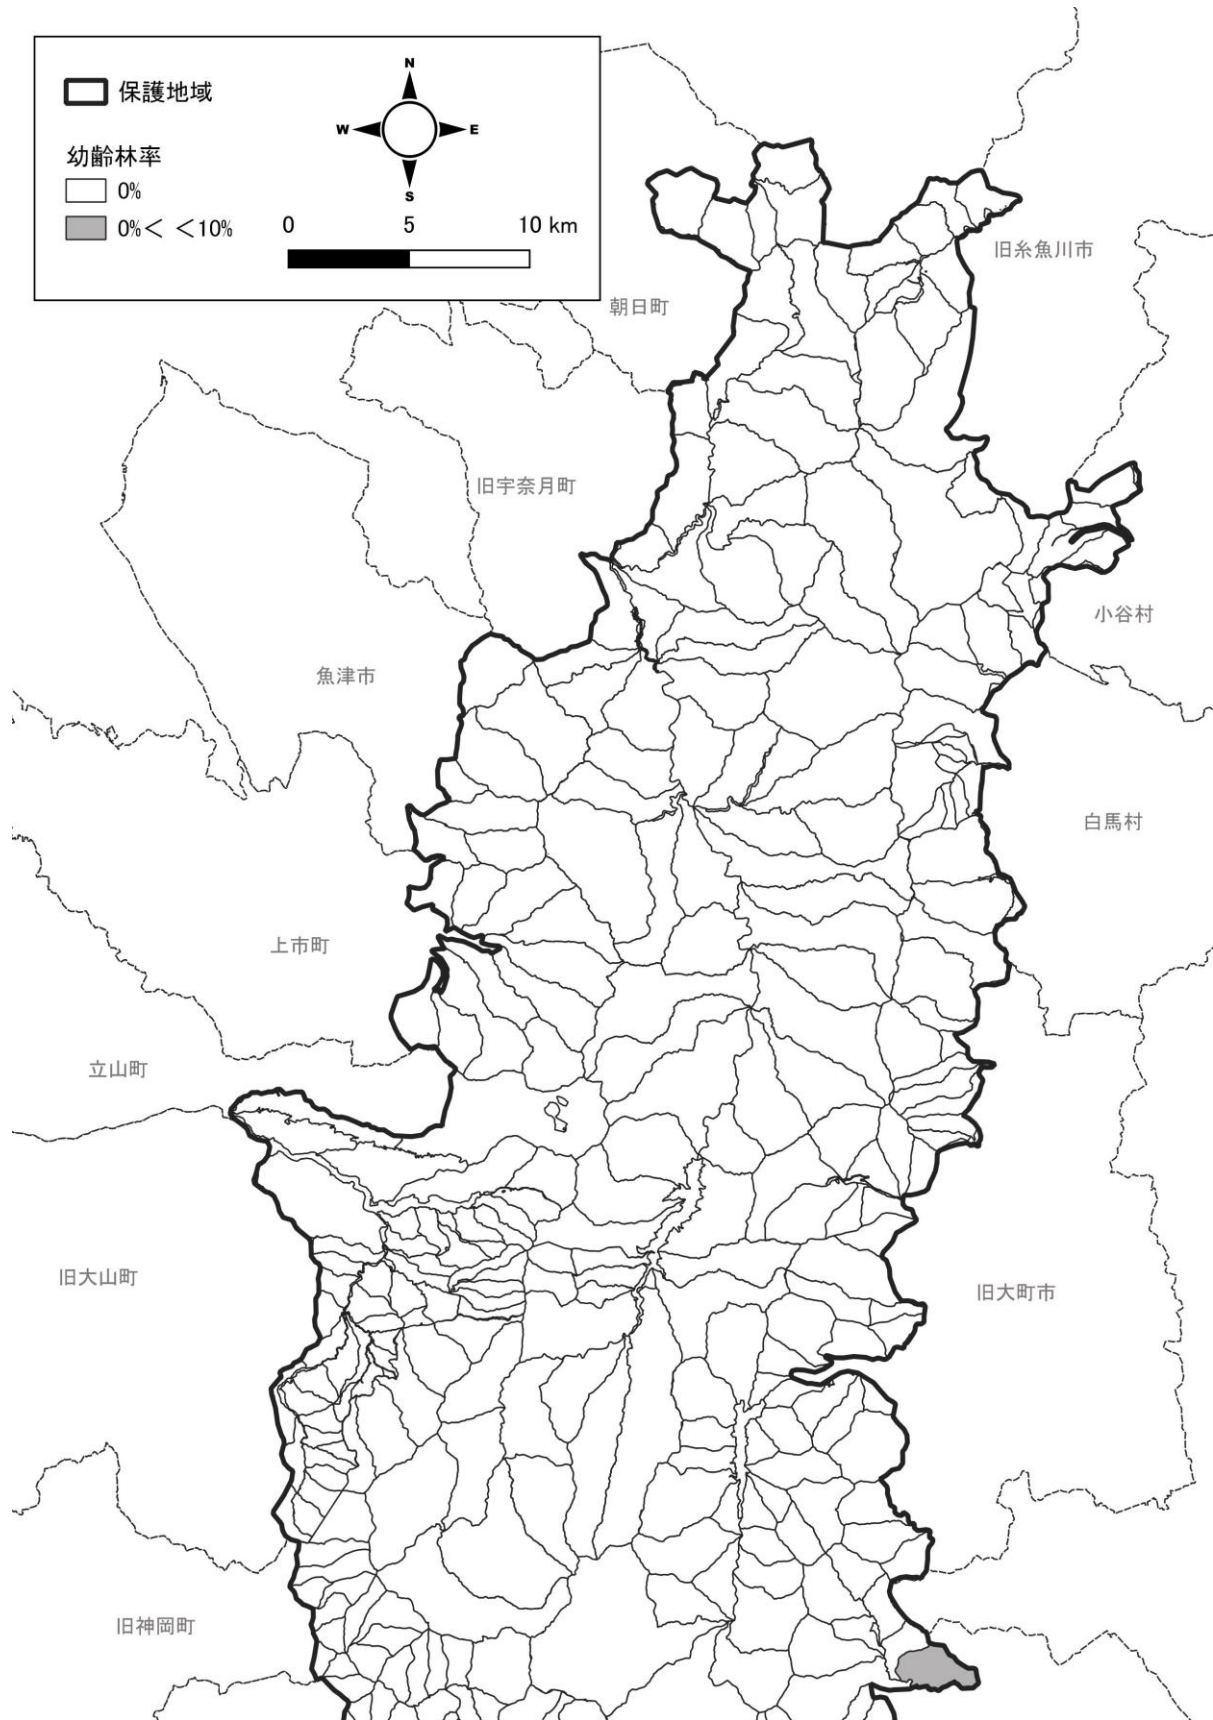 N
保護地域
W
E
幼齢林率
S
0%
0%< <10%
0
5
10 km
旧糸魚川市
朝日町
旧宇奈月町
小谷村
魚津市
白馬村
上市町
立山町
旧大山町
旧大町市
旧神岡町